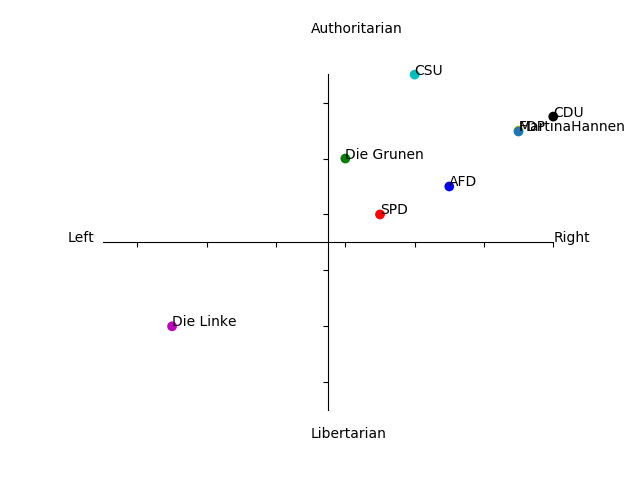 Authoritarian
CSU
CDU
FDP
MartinaHannen
Die Grunen
AFD
SPD
Left
Right
Die Linke
Libertarian